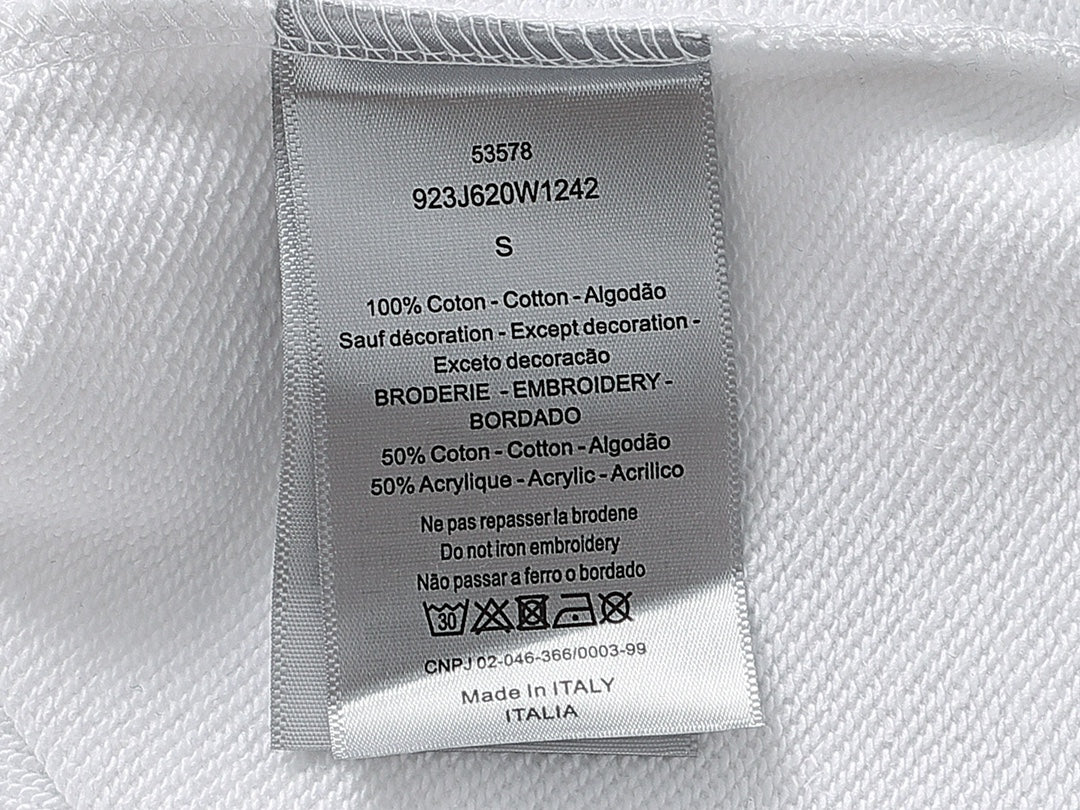 53578
923J620W1242
S
100% Coton - Cotton - Algodão
Sauf décoration - Except decoration -
Exceto decoracão
BRODERIE - EMBROIDERY -
BORDADO
50% Coton - Cotton - Algodão
50% Acrylique - Acrylic - Acrilico
Ne pas repasser la brodene
Do not iron embroidery
Não passar a ferro o bordado
30
CNPJ 02-046-366/0003-99
Made In ITALY
ITALIA